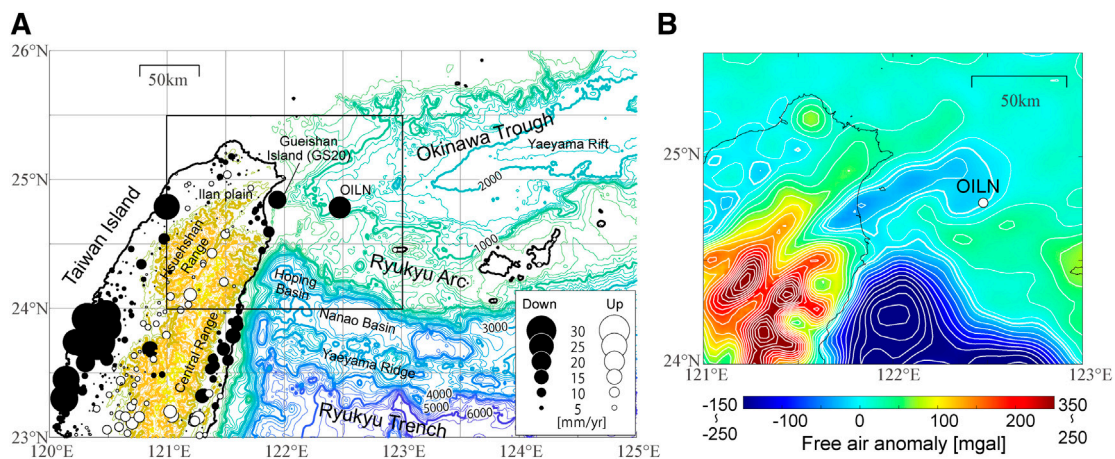 A
26°N
50km
Okinawa Trough
Gueishan
Island (GS20)
Yaeyama Rift
25°N
Ilan plain
OILN
2000
Taiwan Island
Hsuehshan
Range
1000
Ryukyu Arc
Hoping
Basin
24°N
Nanao Basin
3000
Central Range
Yaeyama Ridge
4000
5000
6000
Ryukyu Trench
23°N
120°E
121°E
122°E
123°E
124°E
125°E
Down
Up
30
25
20
15
10
5
[mm/yr]
B
50km
25°N
OILN
24°N
121°E
122°E
123°E
-150
~
-250
-100
0
100
200
350
~
250
Free air anomaly [mgal]